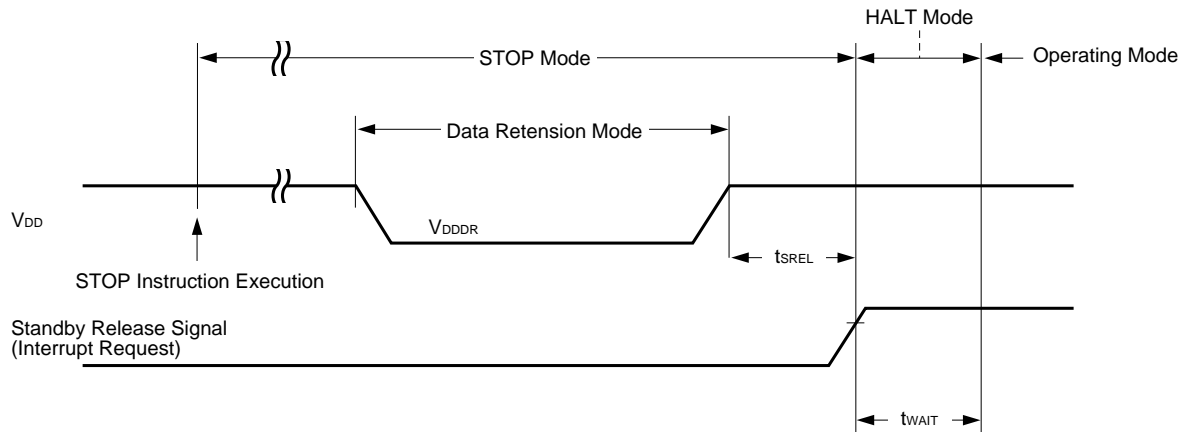 HALT Mode
STOP Mode
Operating Mode
Data Retension Mode
VDD
VDDDR
tSREL
STOP Instruction Execution
Standby Release Signal
(Interrupt Request)
tWAIT